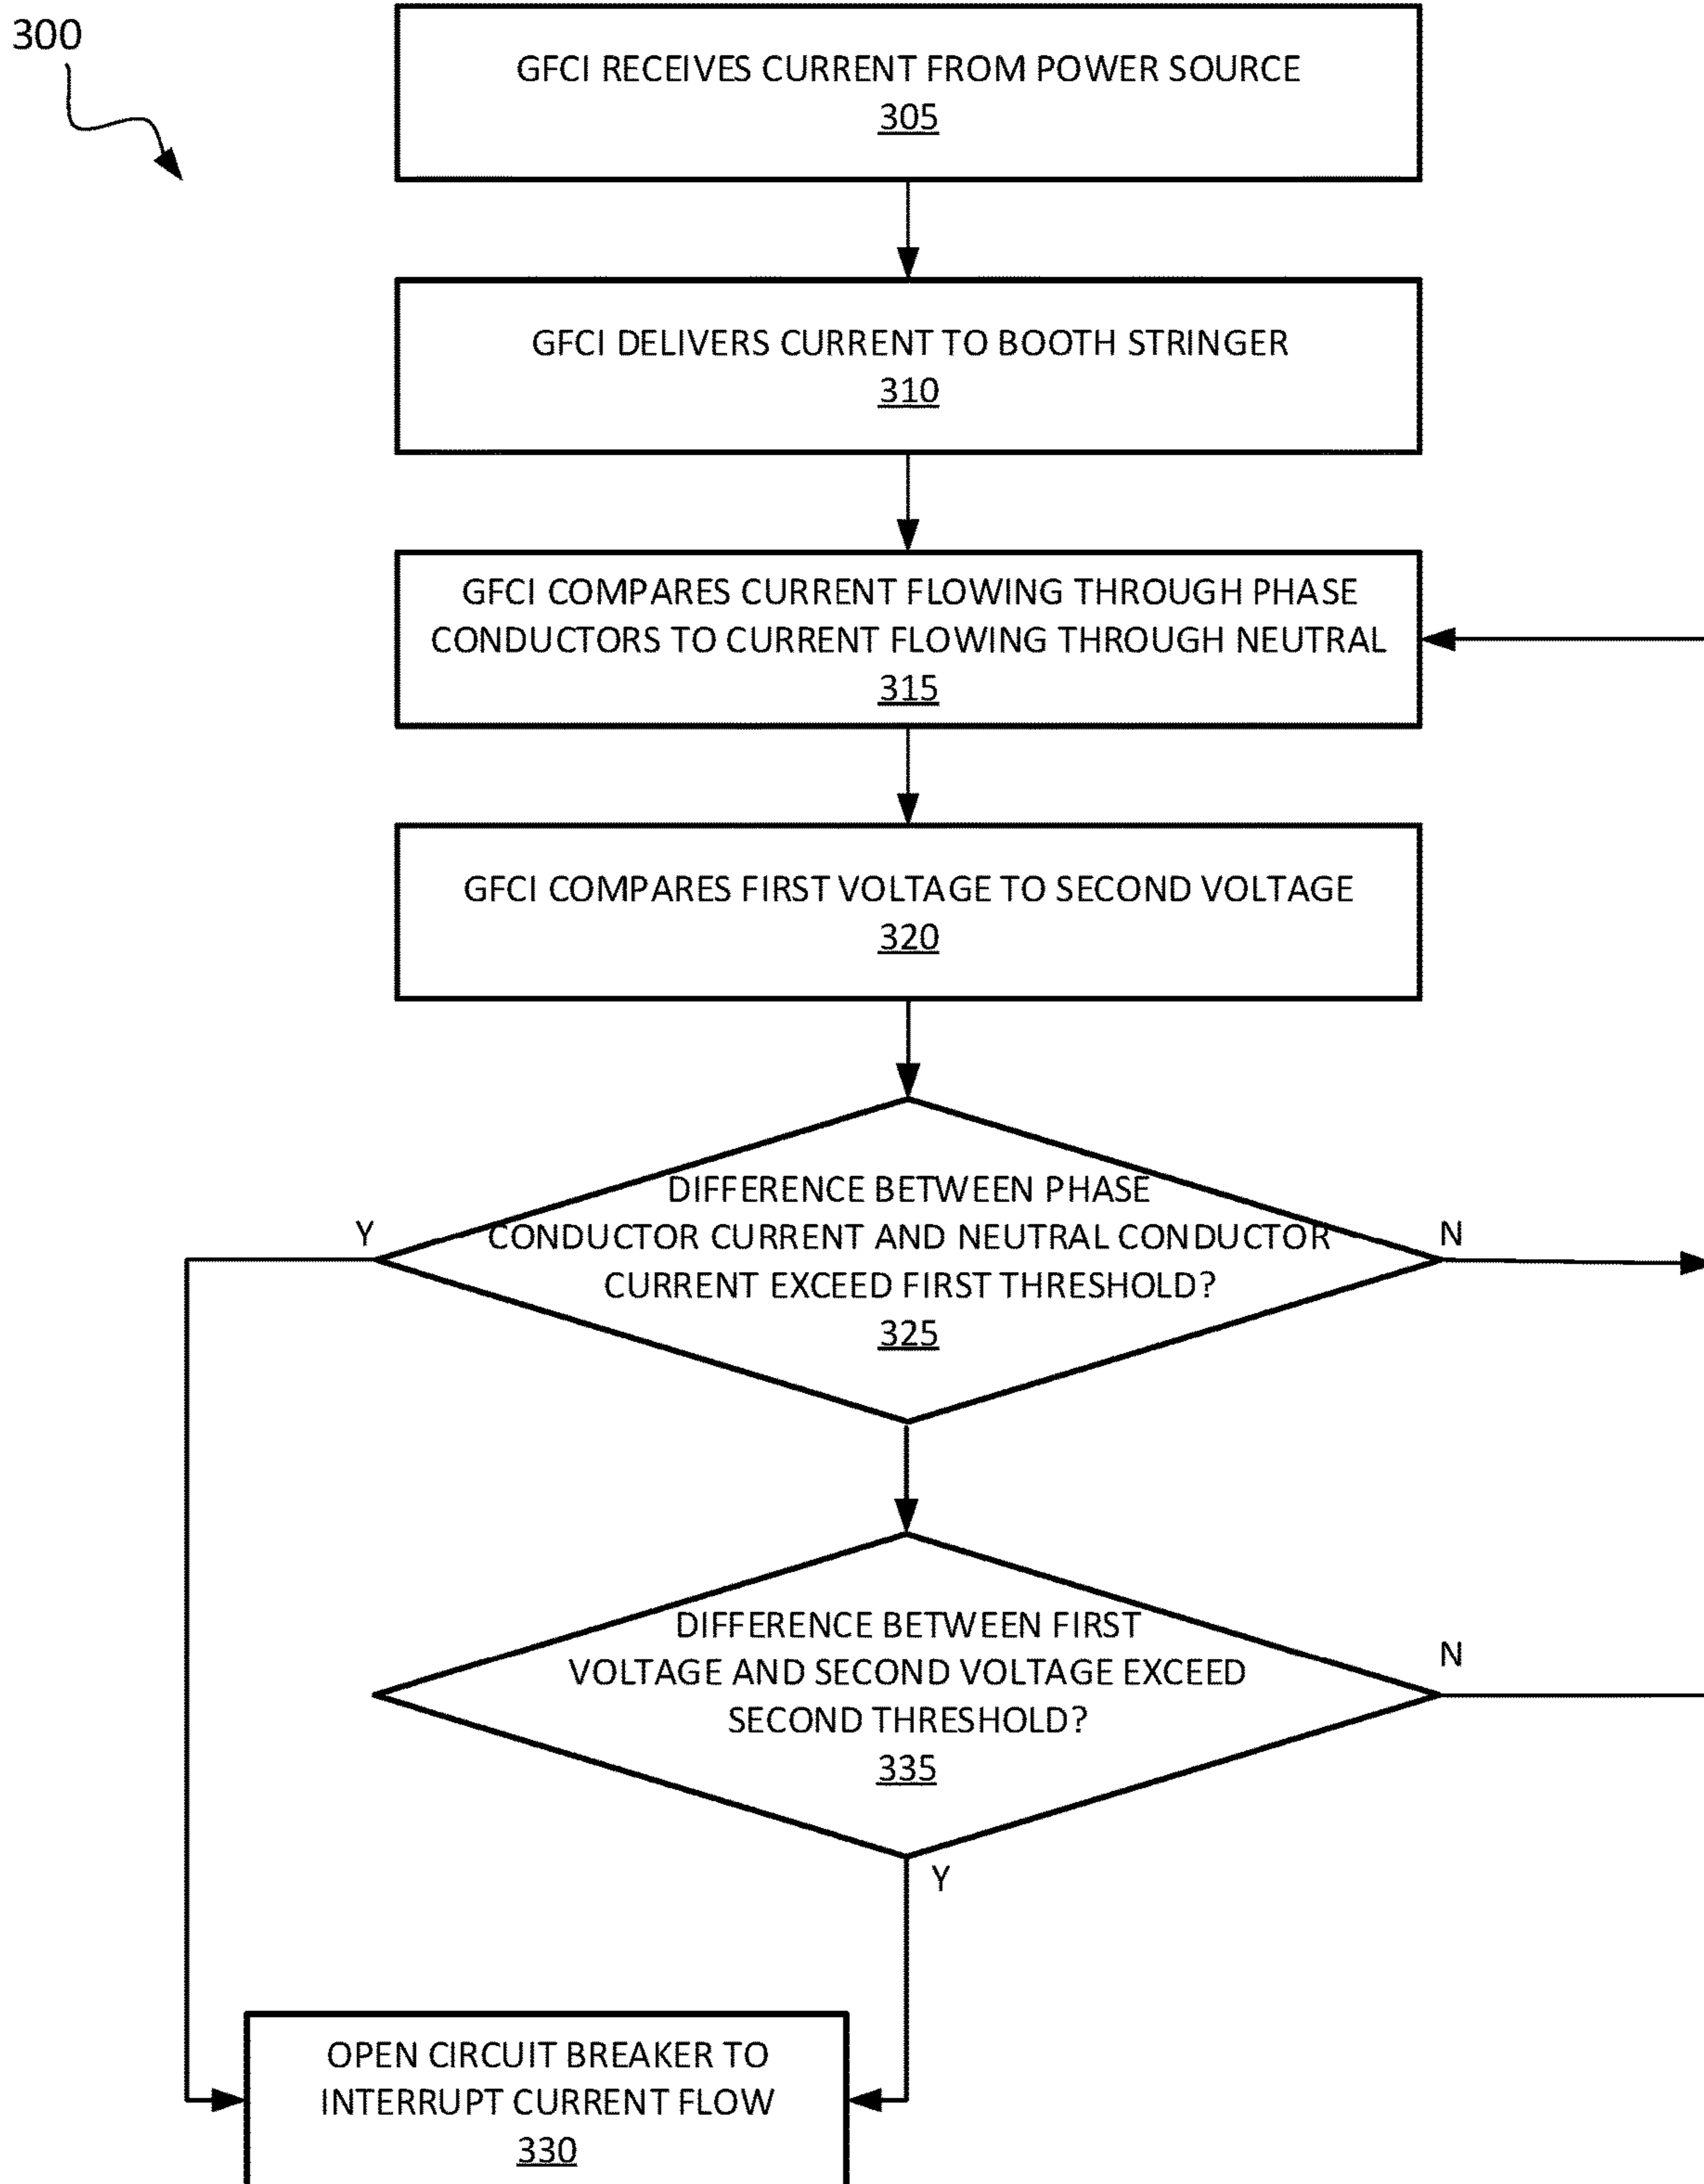 300
GFCI RECEIVES CURRENT FROM POWER SOURCE
305
GFCI DELIVERS CURRENT TO BOOTH STRINGER
310
GFCI COMPARES CURRENT FLOWING THROUGH PHASE
CONDUCTORS TO CURRENT FLOWING THROUGH NEUTRAL
315
GFCI COMPARES FIRST VOLTAGE TO SECOND VOLTAGE
320
DIFFERENCE BETWEEN PHASE
CONDUCTOR CURRENT AND NEUTRAL CONDUCTOR
CURRENT EXCEED FIRST THRESHOLD?
325
Y
N
DIFFERENCE BETWEEN FIRST
VOLTAGE AND SECOND VOLTAGE EXCEED
SECOND THRESHOLD?
335
N
Y
OPEN CIRCUIT BREAKER TO
INTERRUPT CURRENT FLOW
330